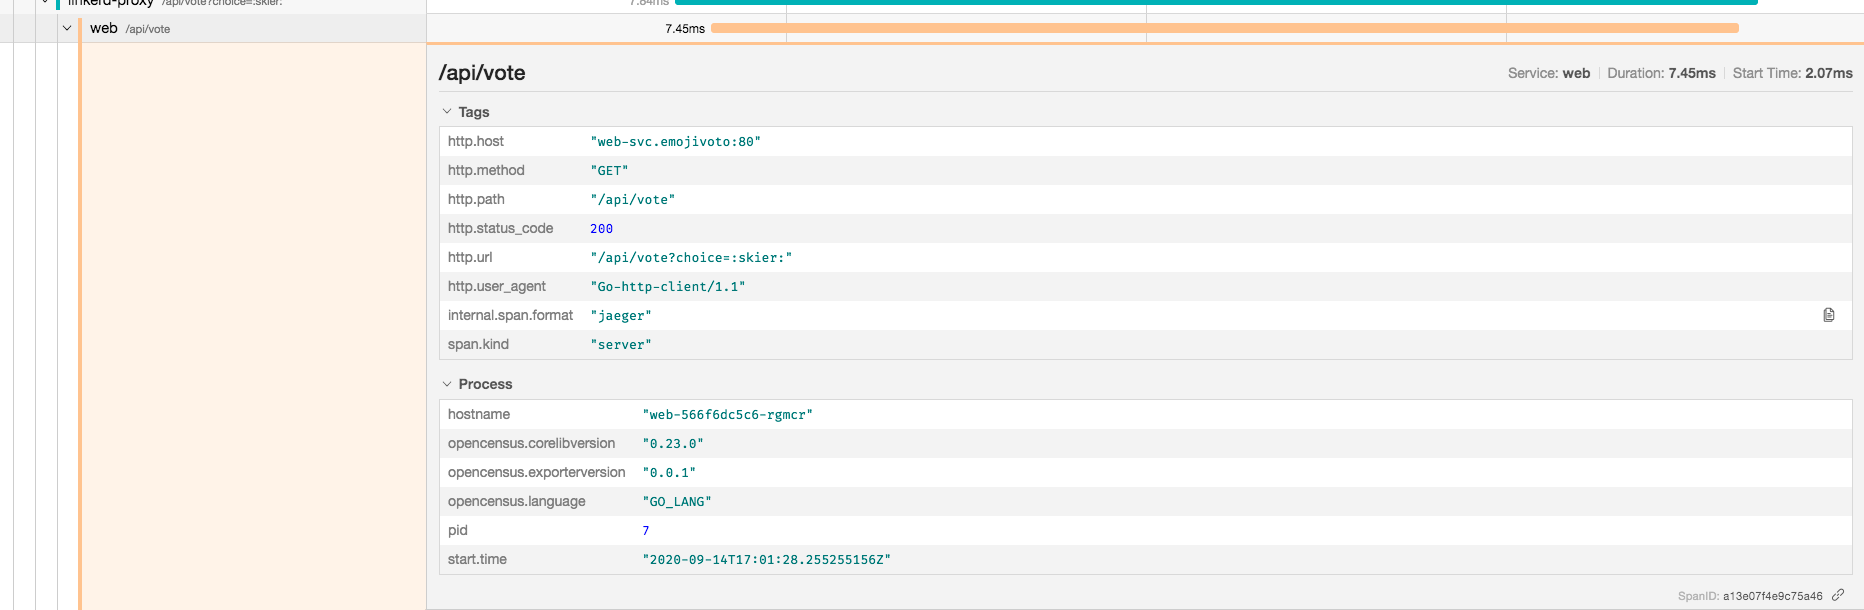 linkerd-proxy /api/vote?choice=:skier: 7.84ms
web /api/vote 7.45ms
/api/vote Service: web Duration: 7.45ms Start Time: 2.07ms
Tags
http.host "web-svc.emojivoto:80"
http.method "GET"
http.path "/api/vote"
http.status_code 200
http.url "/api/vote?choice=:skier:"
http.user_agent "Go-http-client/1.1"
internal.span.format "jaeger"
span.kind "server"
Process
hostname "web-566f6dc5c6-rgmcr"
opencensus.corelibversion "0.23.0"
opencensus.exporterversion "0.0.1"
opencensus.language "GO_LANG"
pid 7
start.time "2020-09-14T17:01:28.255255156Z"
SpanID: a13e07f4e9c75a46